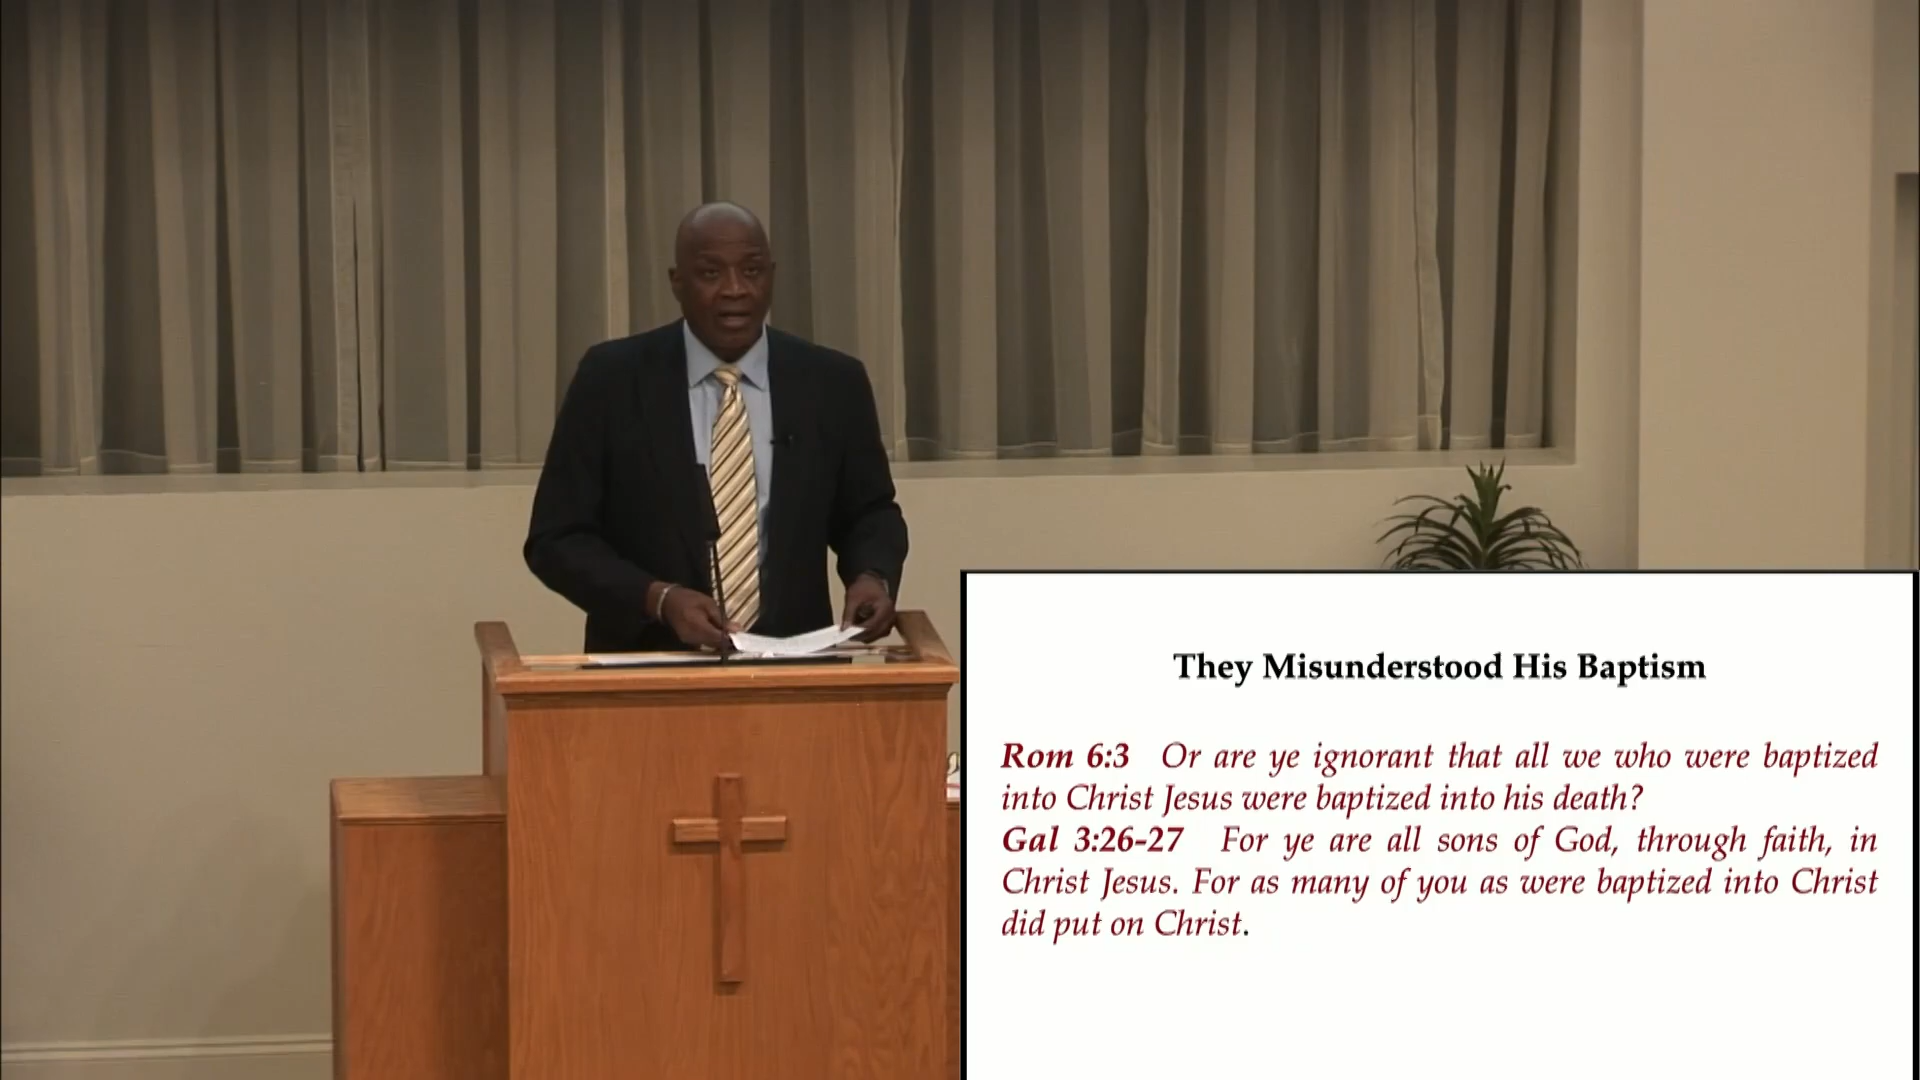 They Misunderstood His Baptism
Rom 6:3 Or are ye ignorant that all we who were baptized
into Christ Jesus were baptized into his death?
Gal 3:26-27 For ye are all sons of God, through faith, in
Christ Jesus. For as many of you as were baptized into Christ
did put on Christ.